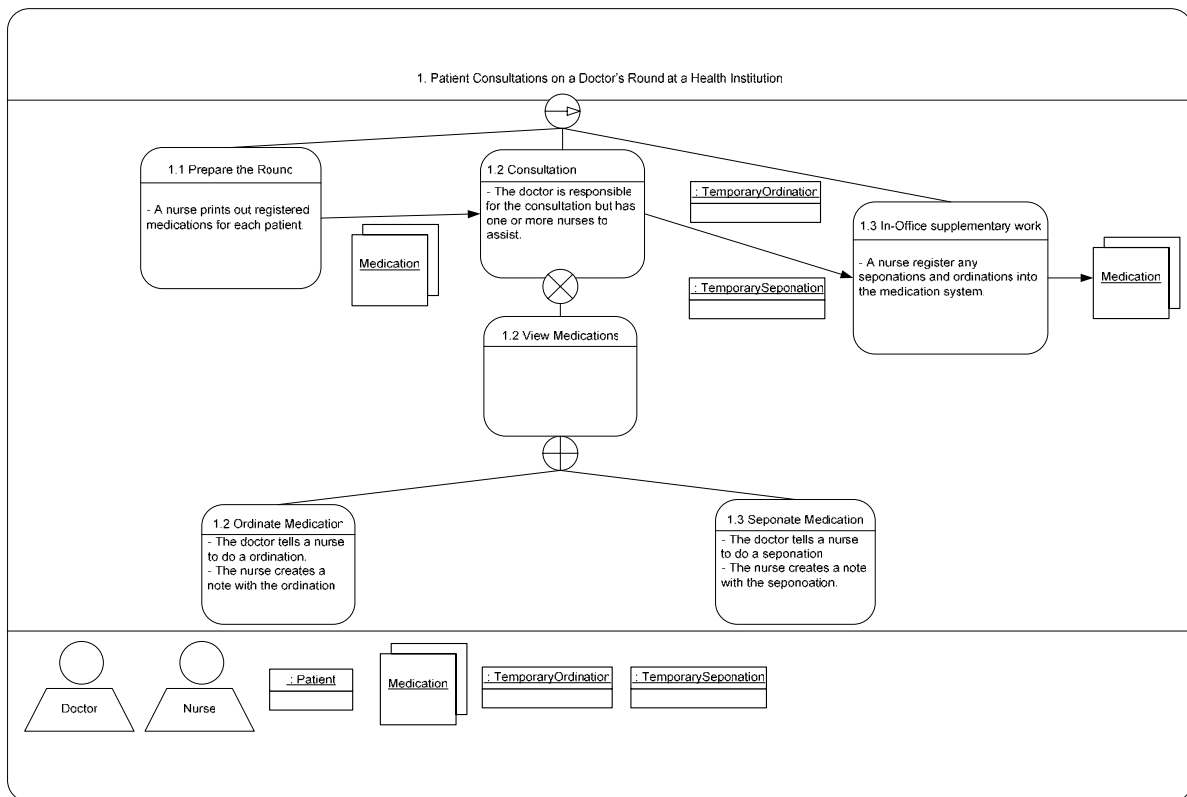 1. Patient Consultations on a Doctor's Round at a Health Institution
1.1 Prepare the Round
- A nurse prints out registered
medications for each patient.
Medication
1.2 Consultation
- The doctor is responsible
for the consultation but has
one or more nurses to
assist.
: TemporaryOrdination
: TemporarySeponation
1.3 In-Office supplementary work
- A nurse register any
seponations and ordinations into
the medication system.
Medication
1.2 View Medications
1.2 Ordinate Medication
- The doctor tells a nurse
to do a ordination.
- The nurse creates a
note with the ordination
1.3 Seponate Medication
- The doctor tells a nurse
to do a seponation
- The nurse creates a note
with the seponoation.
Doctor
Nurse
: Patient
Medication
: TemporaryOrdination
: TemporarySeponation